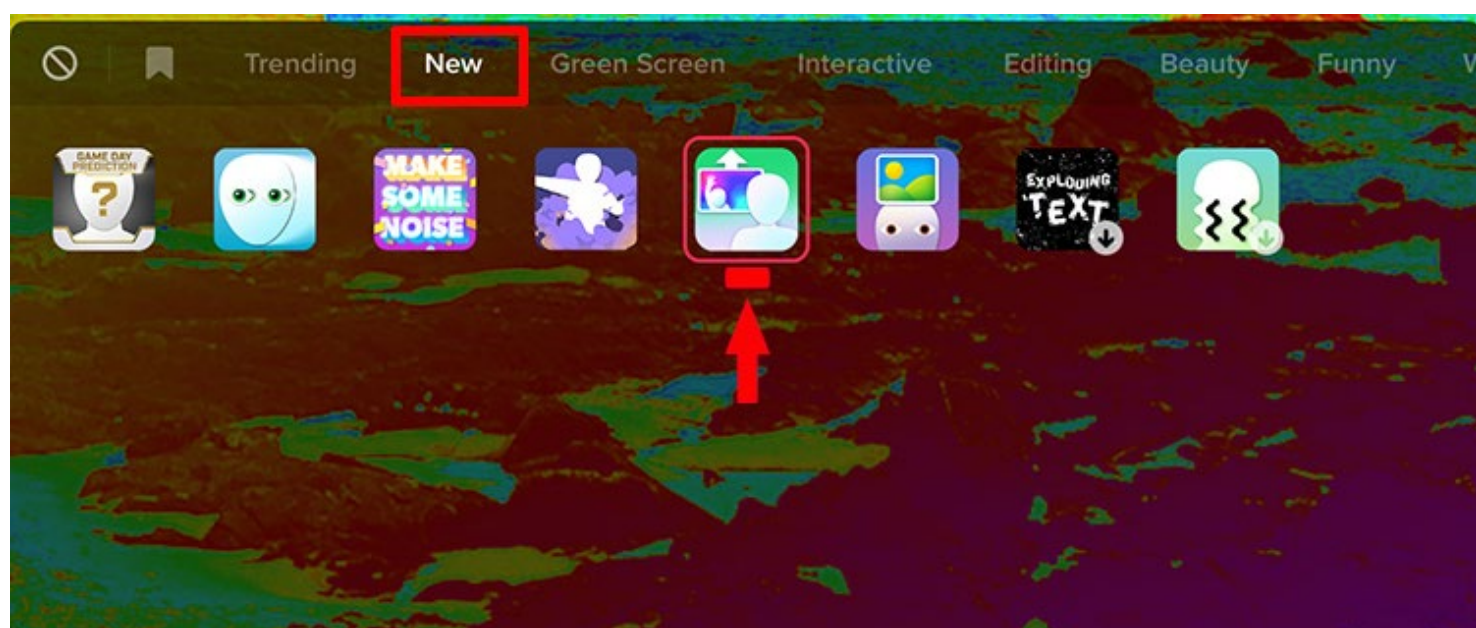 Trending New Green Screen Interactive Editing Beauty Funny
GAME DAY
PREDICTION
?
MAKE
SOME
NOISE
EXPLODING
TEXT